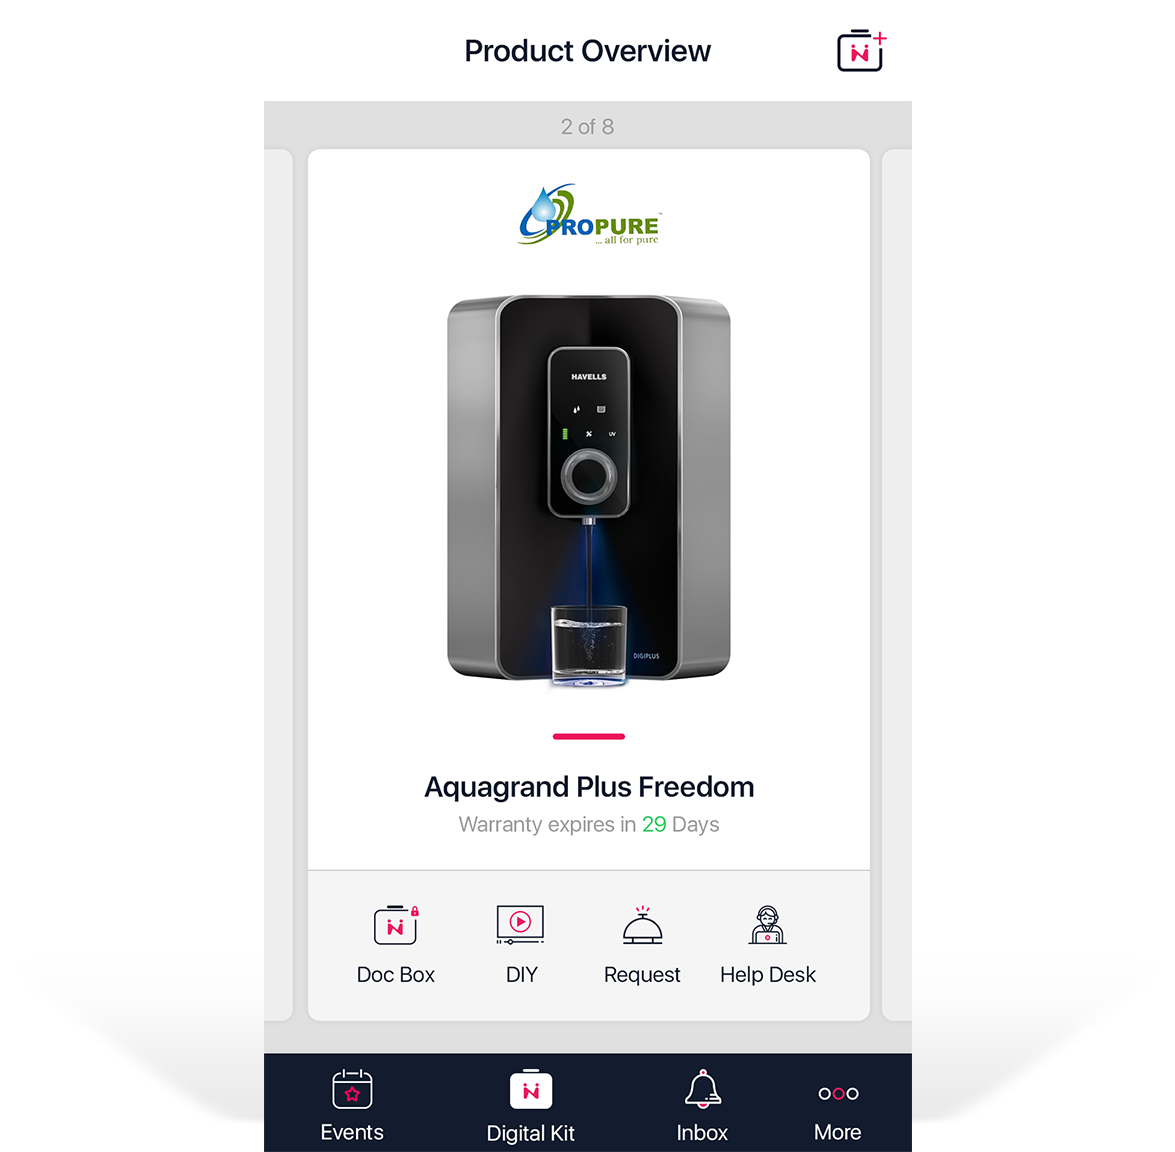 Product Overview
2 of 8
PROPURE™
... all for pure
HAVELLS
UV
DIGIPLUS
Aquagrand Plus Freedom
Warranty expires in 29 Days
Doc Box
DIY
Request
Help Desk
Events
Digital Kit
Inbox
More